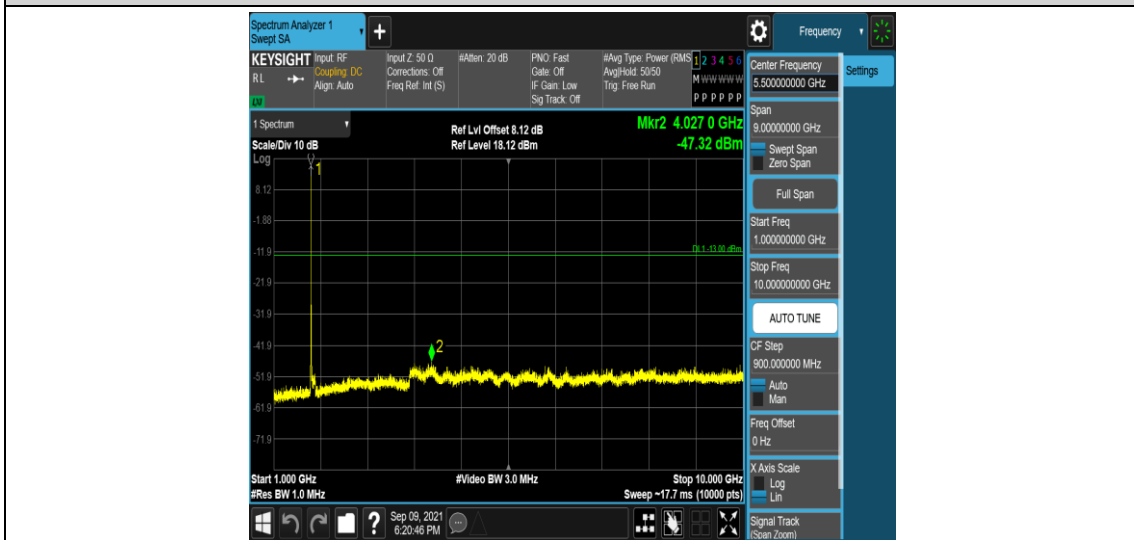 Spectrum Analyzer 1
Swept SA
+
Frequency
KEYSIGHT
RL
LXI
Input: RF
Coupling: DC
Align: Auto
Input Z: 50 Ω
Corrections: Off
Freq Ref: Int (S)
#Atten: 20 dB
PNO: Fast
Gate: Off
IF Gain: Low
Sig Track: Off
#Avg Type: Power (RMS
Avg|Hold: 50/50
Trig: Free Run
1 2 3 4 5 6
M W W W W W
P P P P P P
1 Spectrum
Scale/Div 10 dB
Log
Ref Lvl Offset 8.12 dB
Ref Level 18.12 dBm
Mkr2 4.027 0 GHz
-47.32 dBm
1
8.12
-1.88
-11.9
DL1 -13.00 dBm
-21.9
-31.9
-41.9
2
-51.9
-61.9
-71.9
Start 1.000 GHz
#Res BW 1.0 MHz
#Video BW 3.0 MHz
Stop 10.000 GHz
Sweep ~17.7 ms (10000 pts)
?
Sep 09, 2021
6:20:46 PM
Center Frequency
5.500000000 GHz
Settings
Span
9.00000000 GHz
Swept Span
Zero Span
Full Span
Start Freq
1.000000000 GHz
Stop Freq
10.000000000 GHz
AUTO TUNE
CF Step
900.000000 MHz
Auto
Man
Freq Offset
0 Hz
X Axis Scale
Log
Lin
Signal Track
(Span Zoom)